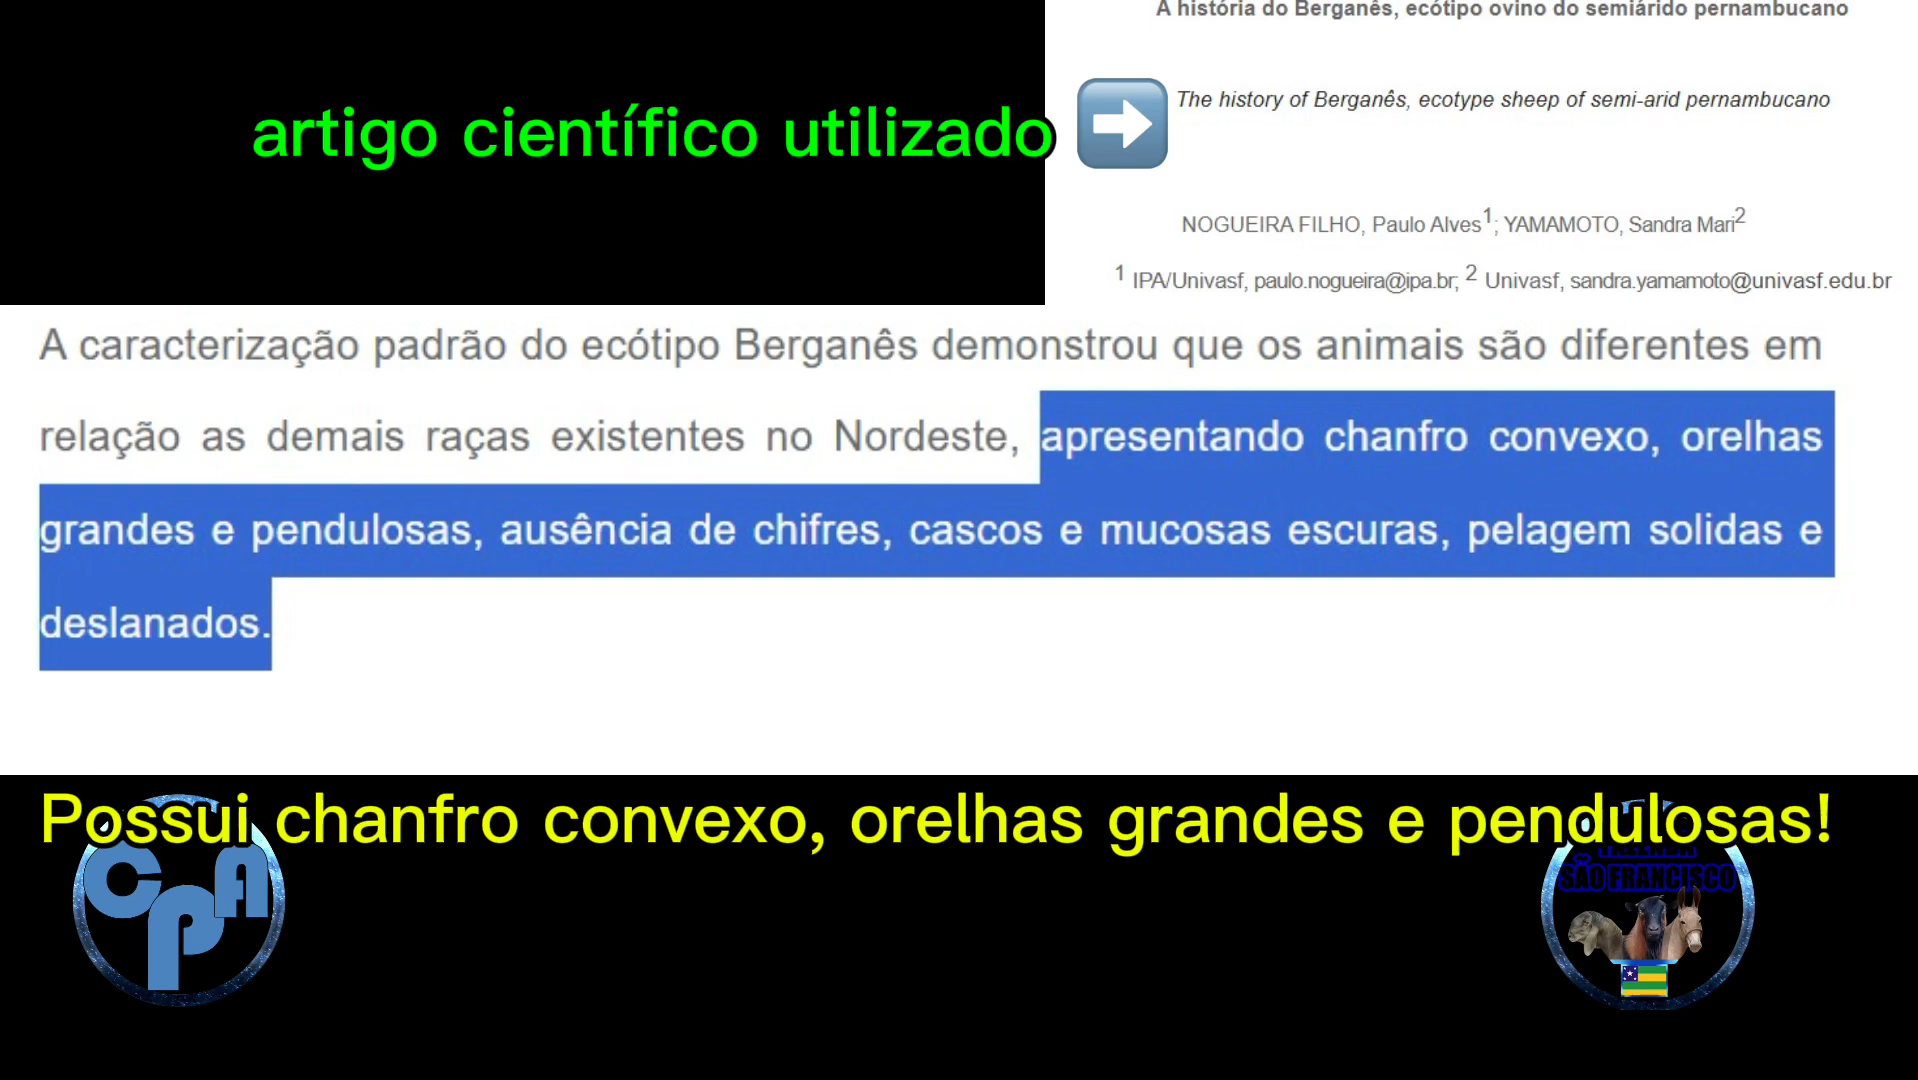 A história do Berganês, ecótipo ovino do semiárido pernambucano
The history of Berganês, ecotype sheep of semi-arid pernambucano
artigo científico utilizado
NOGUEIRA FILHO, Paulo Alves1; YAMAMOTO, Sandra Mari2
1 IPA/Univasf, paulo.nogueira@ipa.br; 2 Univasf, sandra.yamamoto@univasf.edu.br
A caracterização padrão do ecótipo Berganês demonstrou que os animais são diferentes em
relação as demais raças existentes no Nordeste, apresentando chanfro convexo, orelhas
grandes e pendulosas, ausência de chifres, cascos e mucosas escuras, pelagem solidas e
deslanados.
Possui chanfro convexo, orelhas grandes e pendulosas!
CPA
SÃO FRANCISCO